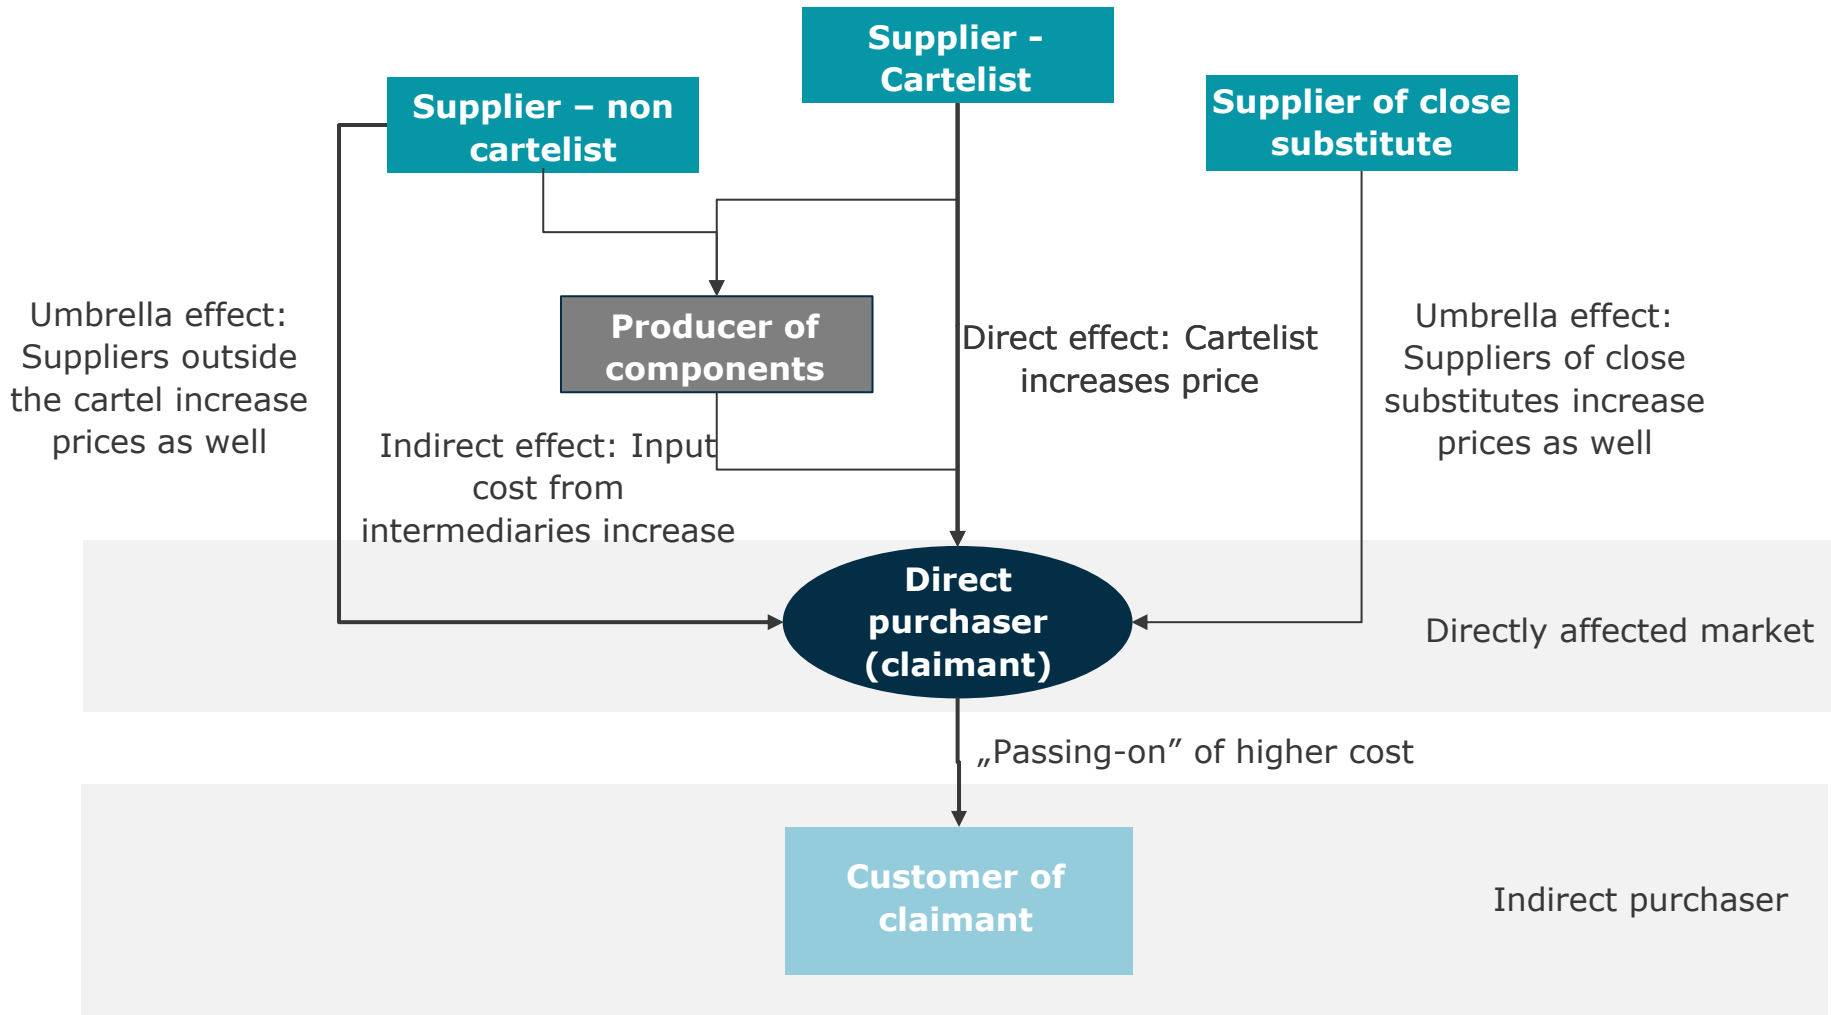 Supplier -
Cartelist
Supplier – non
cartelist
Supplier of close
substitute
Umbrella effect:
Suppliers outside
the cartel increase
prices as well
Producer of
components
Direct effect: Cartelist
increases price
Umbrella effect:
Suppliers of close
substitutes increase
prices as well
Indirect effect: Input
cost from
intermediaries increase
Direct
purchaser
(claimant)
Directly affected market
„Passing-on” of higher cost
Customer of
claimant
Indirect purchaser